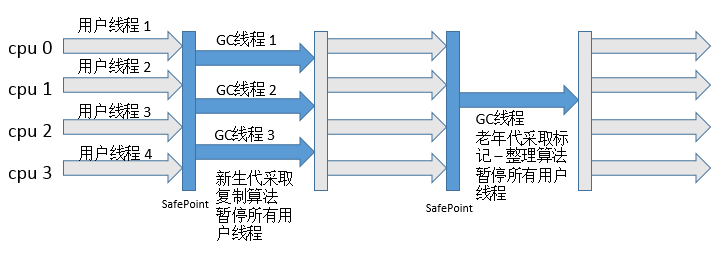 cpu 0
用户线程 1
cpu 1
用户线程 2
cpu 2
用户线程 3
cpu 3
用户线程 4
SafePoint
GC线程 1
GC线程 2
GC线程 3
新生代采取
复制算法
暂停所有用
户线程
SafePoint
GC线程
老年代采取标
记–整理算法
暂停所有用户
线程